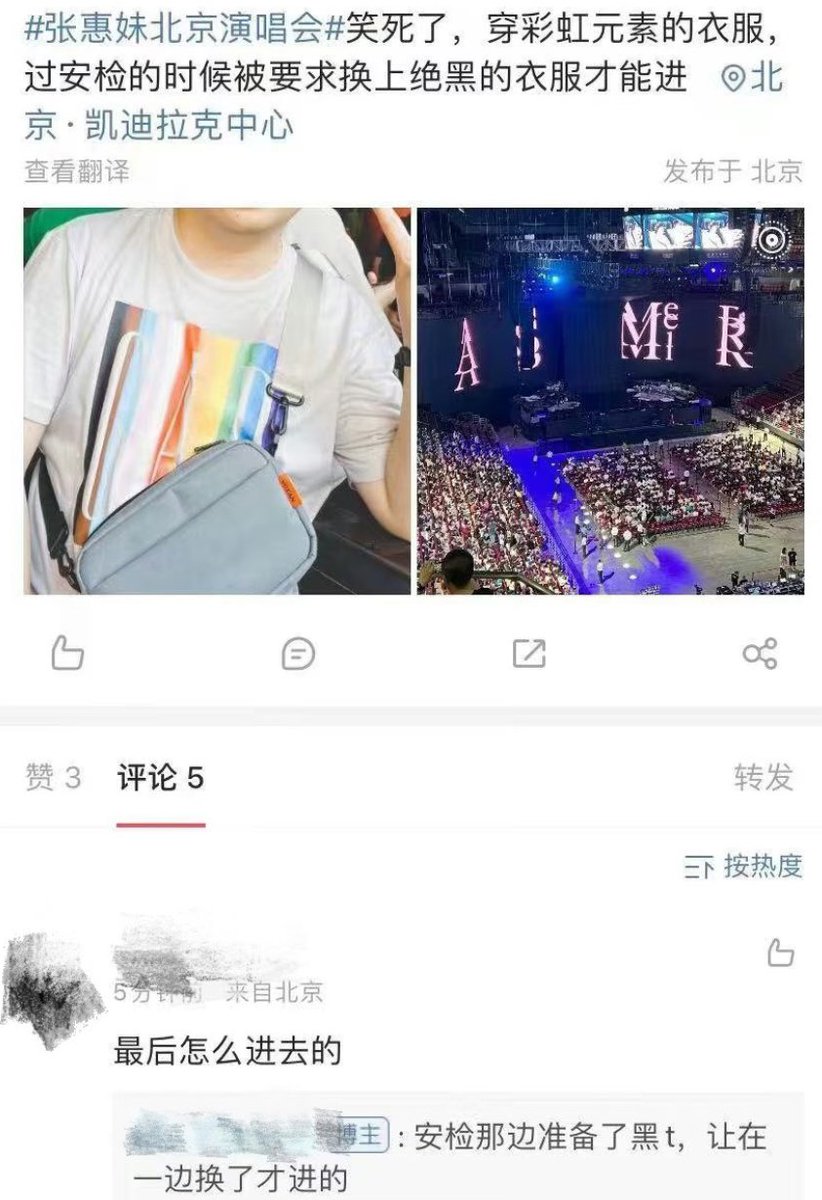 #张惠妹北京演唱会#笑死了，穿彩虹元素的衣服，
过安检的时候被要求换上绝黑的衣服才能进 北
京·凯迪拉克中心
查看翻译
发布于 北京
A
MeI
R
赞 3
评论 5
转发
按热度
5分钟前 来自北京
最后怎么进去的
博主：安检那边准备了黑t，让在
一边换了才进的